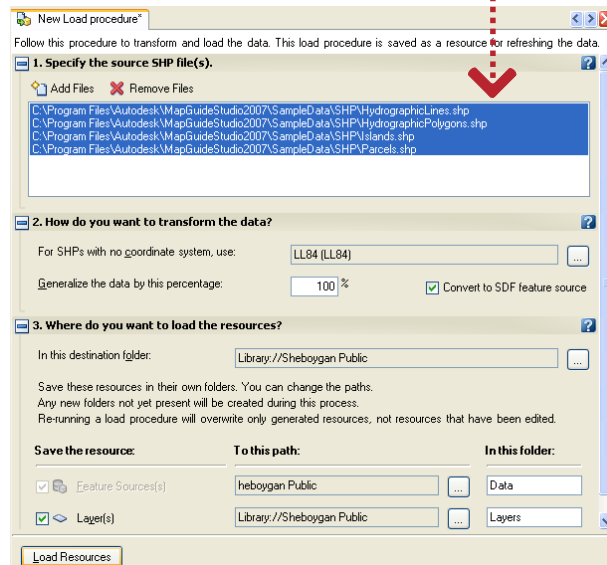 New Load procedure*
Follow this procedure to transform and load the data. This load procedure is saved as a resource for refreshing the data.
1. Specify the source SHP file(s).
Add Files Remove Files
C:\Program Files\Autodesk\MapGuideStudio2007\SampleData\SHP\HydrographicLines.shp
C:\Program Files\Autodesk\MapGuideStudio2007\SampleData\SHP\HydrographicPolygons.shp
C:\Program Files\Autodesk\MapGuideStudio2007\SampleData\SHP\Islands.shp
C:\Program Files\Autodesk\MapGuideStudio2007\SampleData\SHP\Parcels.shp
2. How do you want to transform the data?
For SHPs with no coordinate system, use: LL84 (LL84) ...
Generalize the data by this percentage: 100 % Convert to SDF feature source
3. Where do you want to load the resources?
In this destination folder: Library://Sheboygan Public ...
Save these resources in their own folders. You can change the paths.
Any new folders not yet present will be created during this process.
Re-running a load procedure will overwrite only generated resources, not resources that have been edited.
Save the resource: To this path: In this folder:
Feature Sources(s) heboygan Public ... Data
Layer(s) Library://Sheboygan Public ... Layers
Load Resources